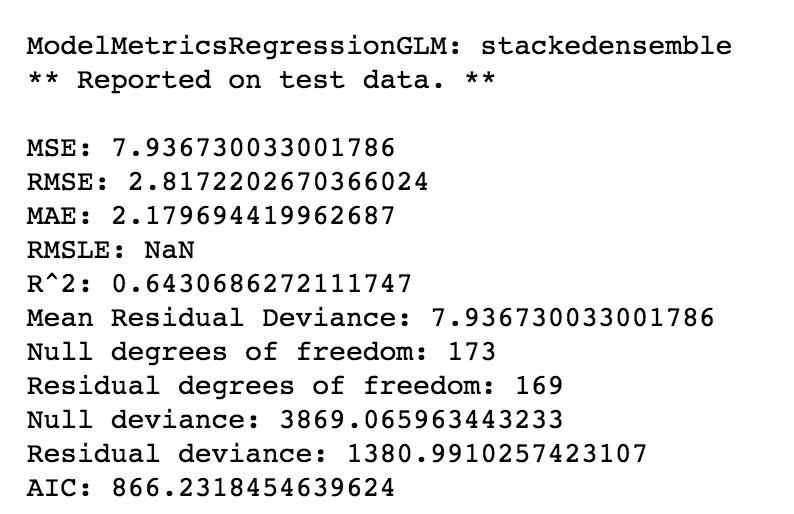 ModelMetricsRegressionGLM: stackedensemble
** Reported on test data. **
MSE: 7.936730033001786
RMSE: 2.8172202670366024
MAE: 2.179694419962687
RMSLE: NaN
R^2: 0.6430686272111747
Mean Residual Deviance: 7.936730033001786
Null degrees of freedom: 173
Residual degrees of freedom: 169
Null deviance: 3869.065963443233
Residual deviance: 1380.9910257423107
AIC: 866.2318454639624